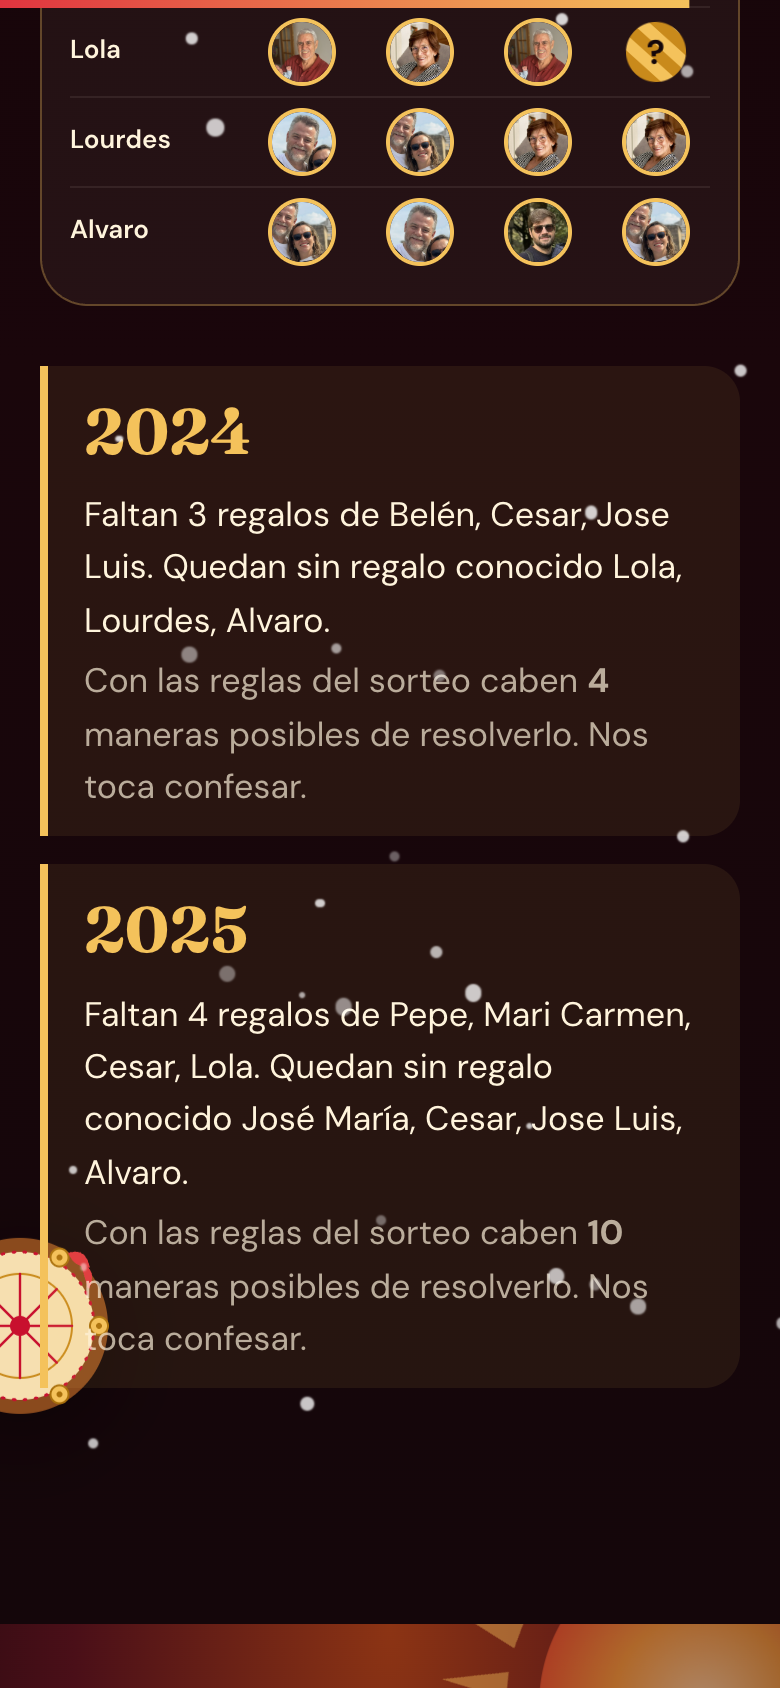 Lola
?
Lourdes
Alvaro
2024
Faltan 3 regalos de Belén, Cesar, Jose
Luis. Quedan sin regalo conocido Lola,
Lourdes, Alvaro.
Con las reglas del sorteo caben 4
maneras posibles de resolverlo. Nos
toca confesar.
2025
Faltan 4 regalos de Pepe, Mari Carmen,
Cesar, Lola. Quedan sin regalo
conocido José María, Cesar, Jose Luis,
Alvaro.
Con las reglas del sorteo caben 10
maneras posibles de resolverlo. Nos
toca confesar.